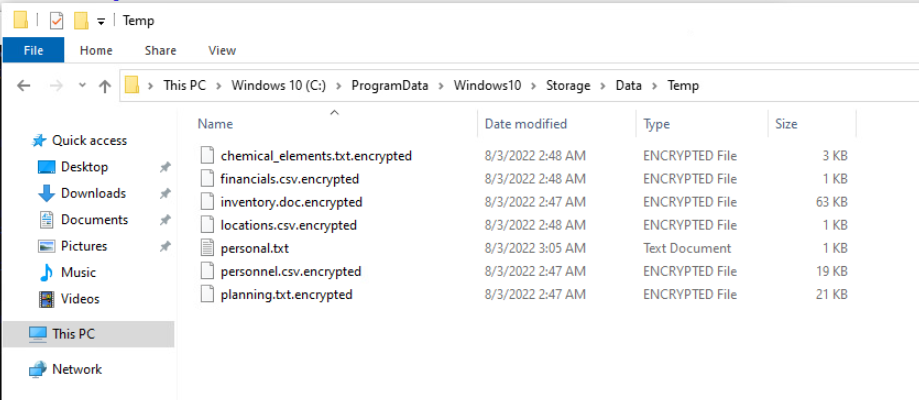 Temp
File Home Share View
This PC > Windows 10 (C:) > ProgramData > Windows10 > Storage > Data > Temp
Quick access
Desktop
Downloads
Documents
Pictures
Music
Videos
This PC
Network
Name Date modified Type Size
chemical_elements.txt.encrypted 8/3/2022 2:48 AM ENCRYPTED File 3 KB
financials.csv.encrypted 8/3/2022 2:48 AM ENCRYPTED File 1 KB
inventory.doc.encrypted 8/3/2022 2:47 AM ENCRYPTED File 63 KB
locations.csv.encrypted 8/3/2022 2:48 AM ENCRYPTED File 1 KB
personal.txt 8/3/2022 3:05 AM Text Document 1 KB
personnel.csv.encrypted 8/3/2022 2:47 AM ENCRYPTED File 19 KB
planning.txt.encrypted 8/3/2022 2:47 AM ENCRYPTED File 21 KB